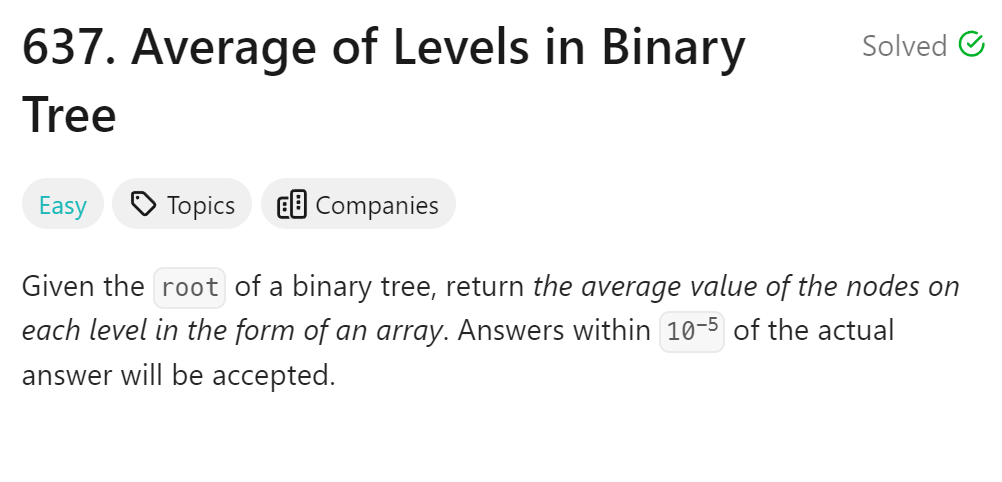 637. Average of Levels in Binary
Tree
Solved
Easy
Topics
Companies
Given the root of a binary tree, return the average value of the nodes on
each level in the form of an array. Answers within 10⁻⁵ of the actual
answer will be accepted.